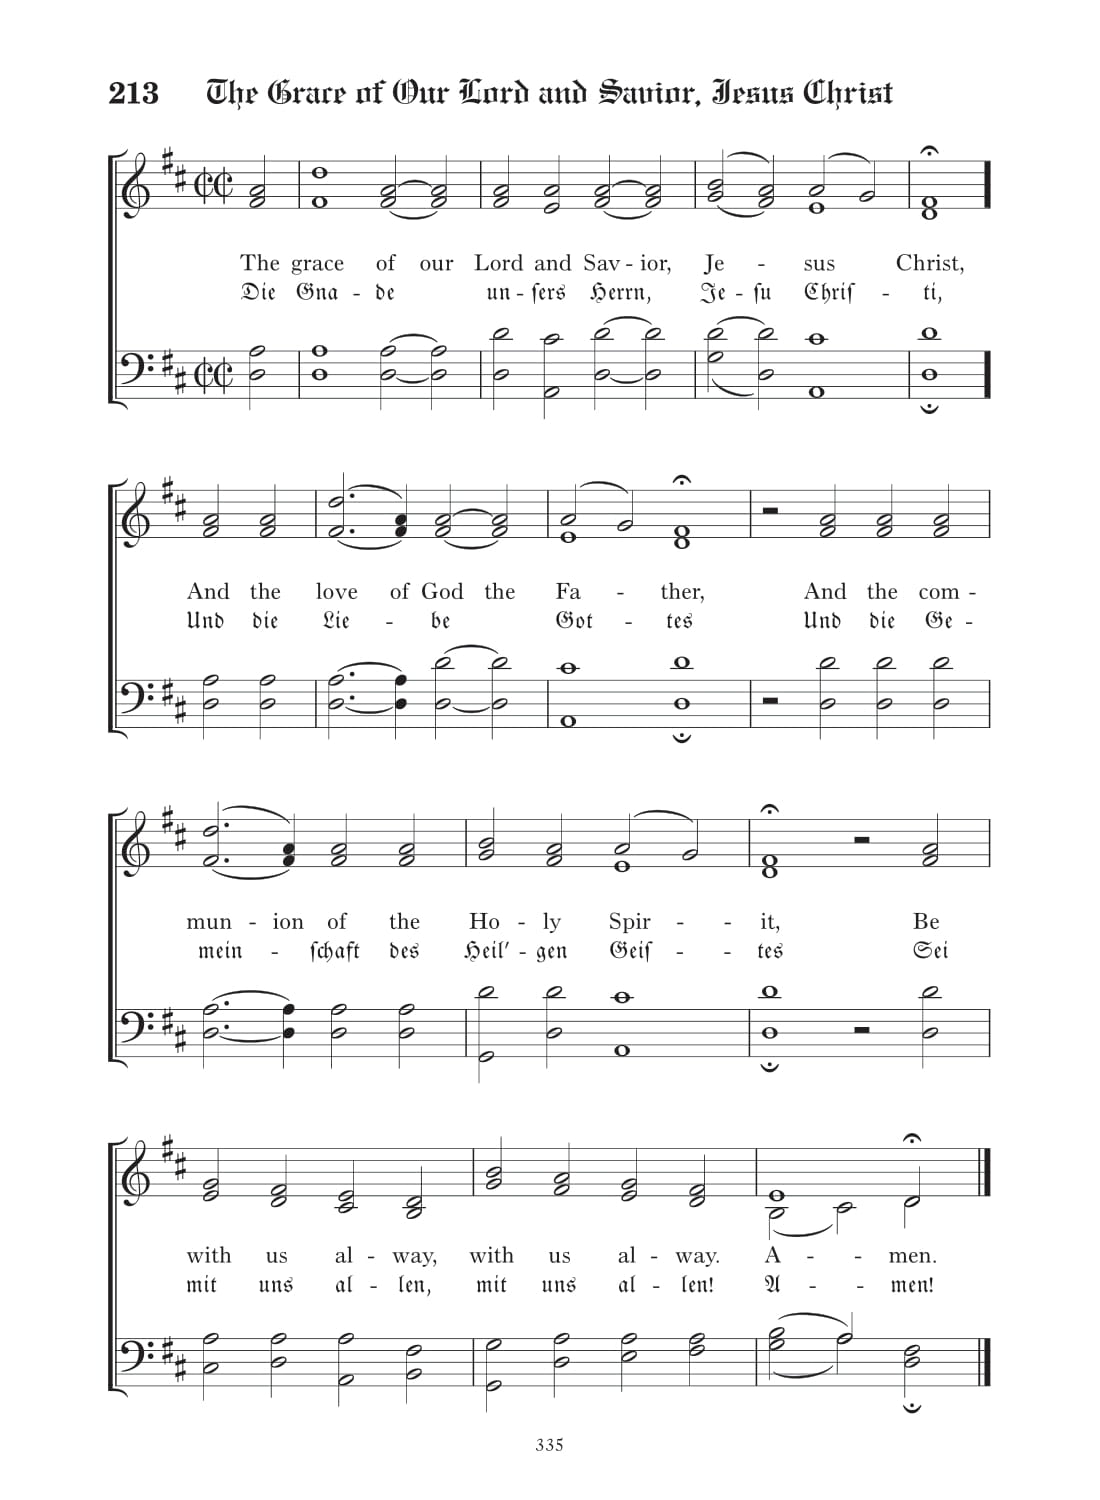 213 The Grace of Our Lord and Savior, Jesus Christ
The grace of our Lord and Sav - ior, Je - sus Christ,
Die Gna - de un - ſers Herrn, Je - ſu Chriſ - ti,
And the love of God the Fa - ther, And the com -
Und die Lie - be Got - tes Und die Ge -
mun - ion of the Ho - ly Spir - - it, Be
mein - ſchaft des Heil' - gen Geiſ - - tes Sei
with us al - way, with us al - way. A - - men.
mit uns al - len, mit uns al - len! A - - men!
335